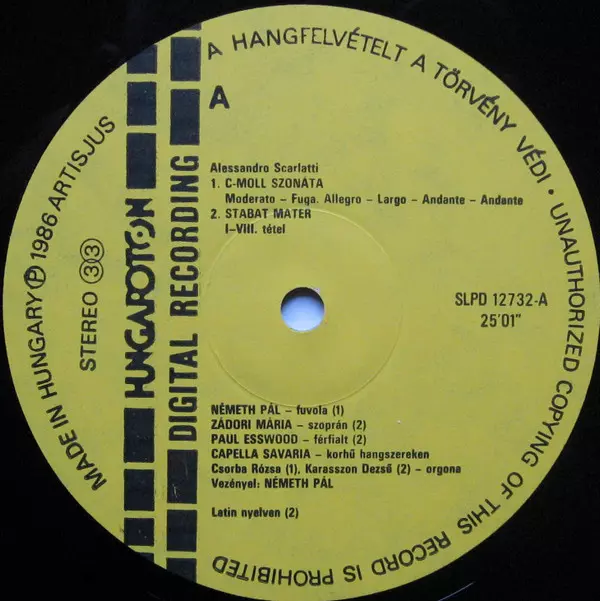 A HANGFELVÉTELT A TÖRVÉNY VÉDI • UNAUTHORIZED COPYING OF THIS RECORD IS PROHIBITED
MADE IN HUNGARY Ⓟ 1986 ARTISJUS
STEREO 33
HUNGAROTON
DIGITAL RECORDING
A
Alessandro Scarlatti
1. C-MOLL SZONÁTA
Moderato – Fuga. Allegro – Largo – Andante – Andante
2. STABAT MATER
I–VIII. tétel
SLPD 12732-A
25'01"
NÉMETH PÁL – fuvola (1)
ZÁDORI MÁRIA – szoprán (2)
PAUL ESSWOOD – férfialt (2)
CAPELLA SAVARIA – korhű hangszereken
Csorba Rózsa (1), Karasszon Dezső (2) – orgona
Vezényel: NÉMETH PÁL
Latin nyelven (2)